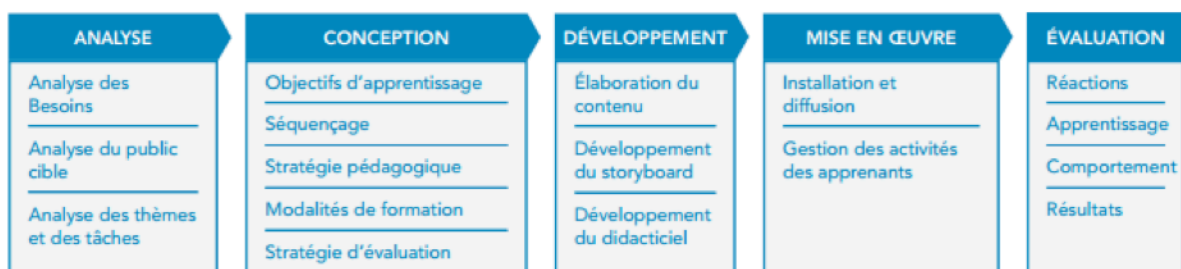 ANALYSE
Analyse des
Besoins
Analyse du public
cible
Analyse des thèmes
et des tâches
CONCEPTION
Objectifs d'apprentissage
Séquençage
Stratégie pédagogique
Modalités de formation
Stratégie d'évaluation
DÉVELOPPEMENT
Élaboration du
contenu
Développement
du storyboard
Développement
du didacticiel
MISE EN ŒUVRE
Installation et
diffusion
Gestion des activités
des apprenants
ÉVALUATION
Réactions
Apprentissage
Comportement
Résultats